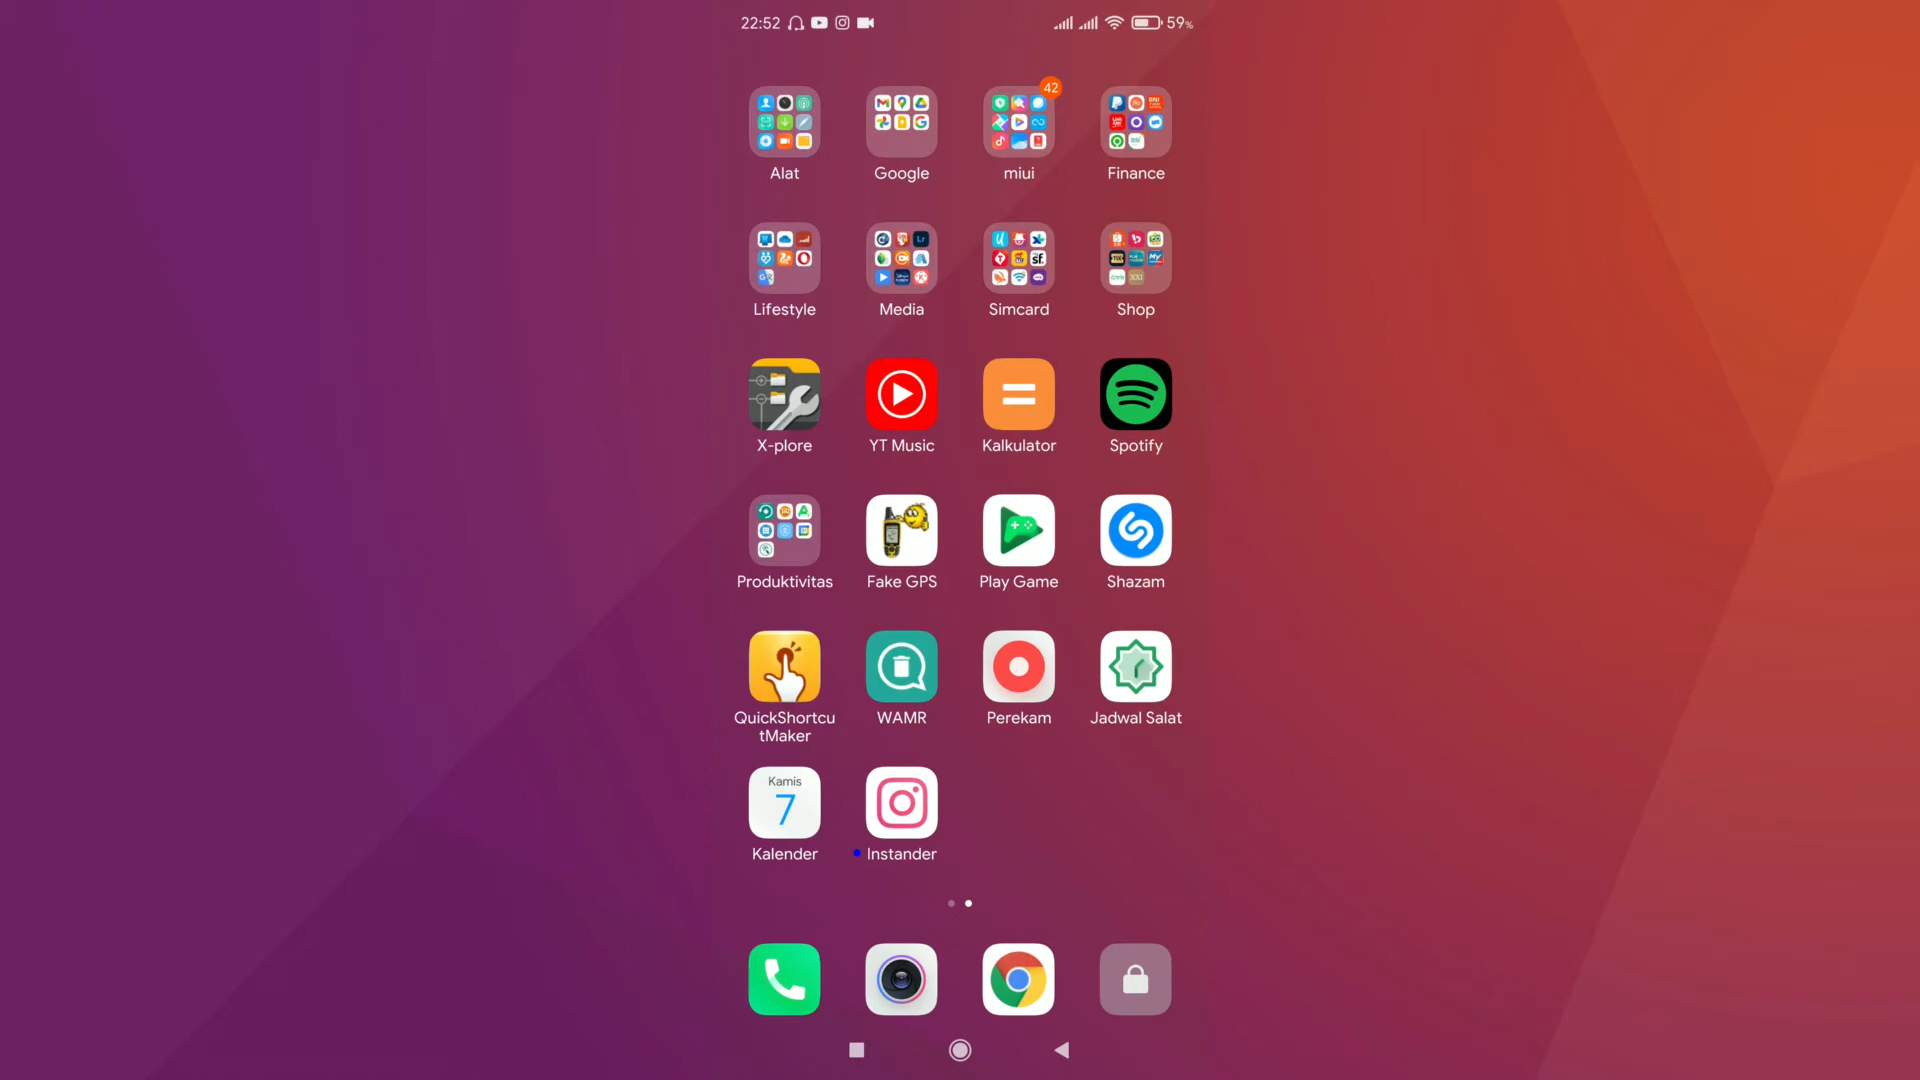 22:52 59%
42
Alat Google miui Finance
Lifestyle Media Simcard Shop
X-plore YT Music Kalkulator Spotify
Produktivitas Fake GPS Play Game Shazam
QuickShortcu
tMaker WAMR Perekam Jadwal Salat
Kamis
7
Kalender Instander